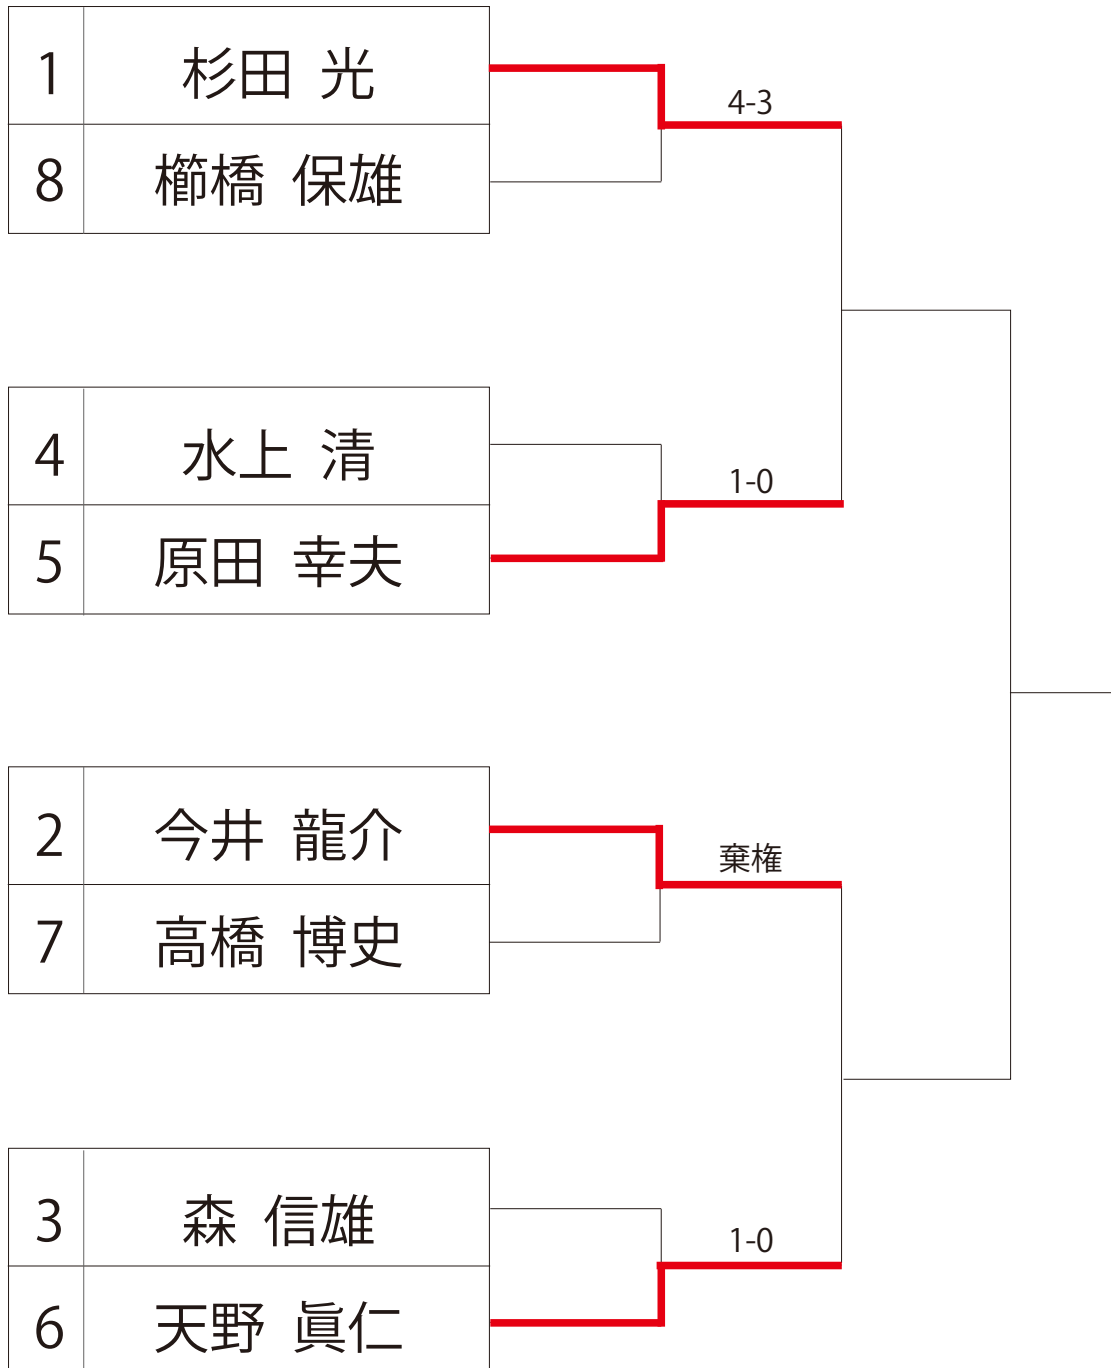 1 杉田 光
4-3
8 櫛橋 保雄
4 水上 清
1-0
5 原田 幸夫
2 今井 龍介
棄権
7 高橋 博史
3 森 信雄
1-0
6 天野 眞仁